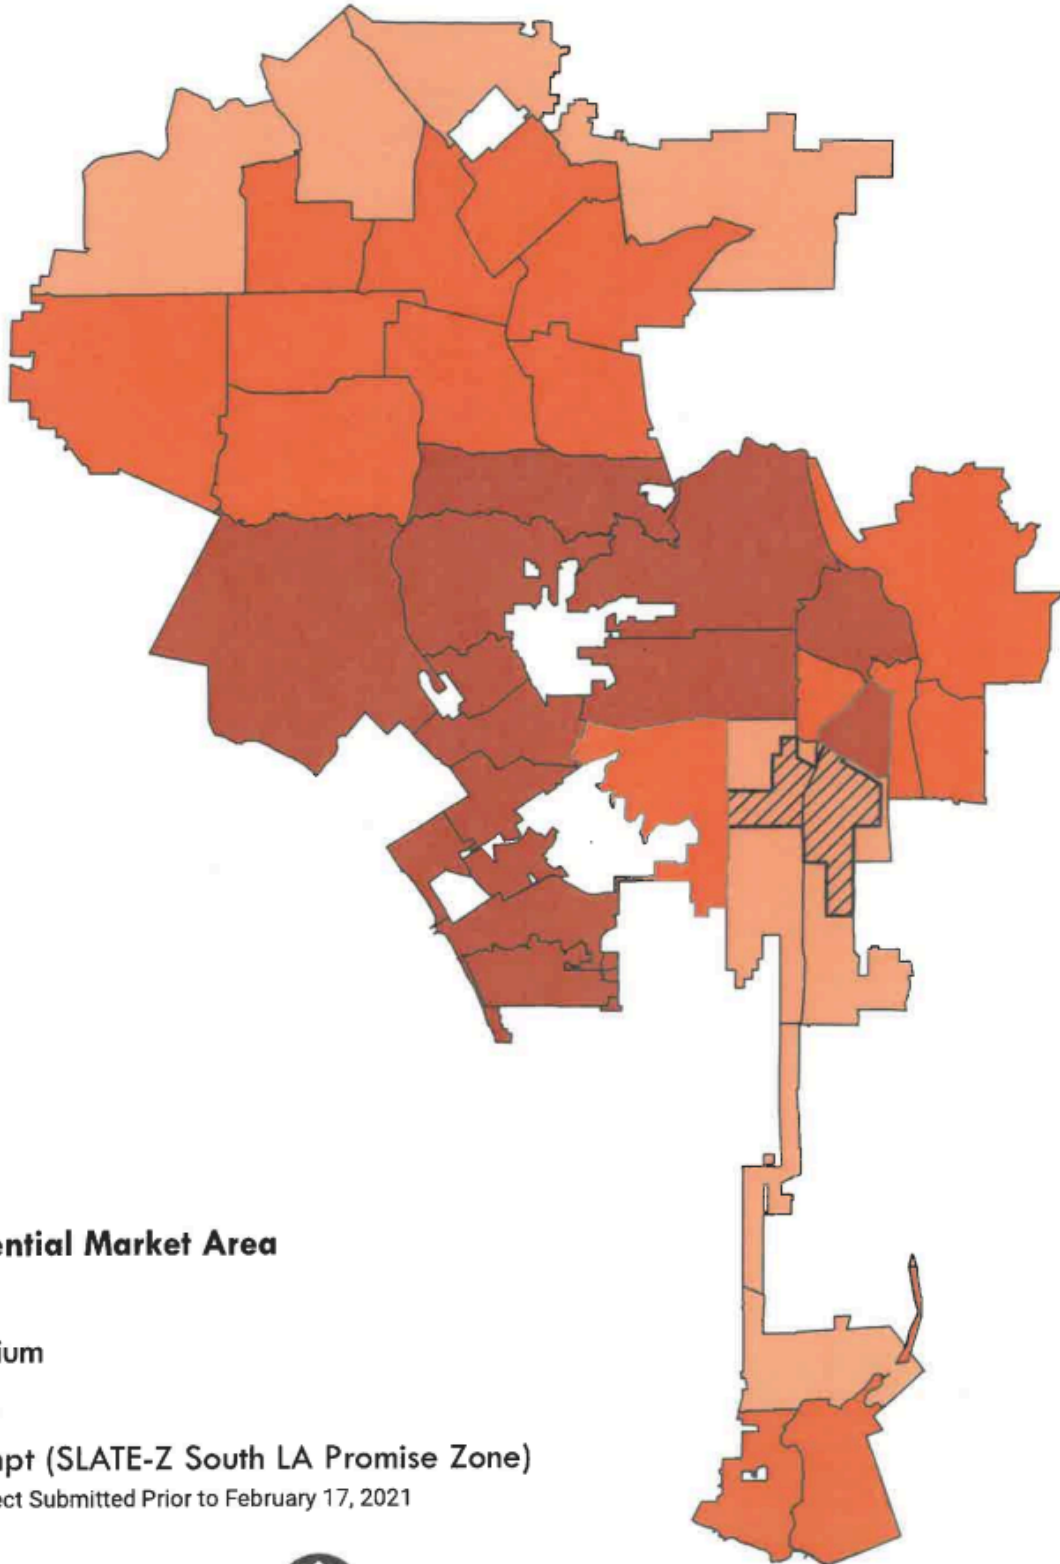 ential Market Area
ium
npt (SLATE-Z South LA Promise Zone)
ect Submitted Prior to February 17, 2021